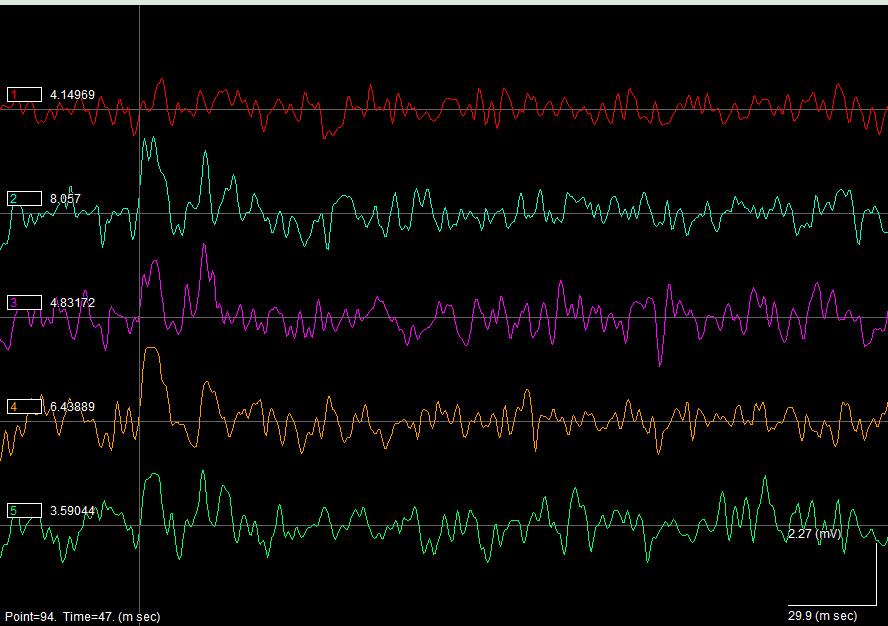 1 4.14969
2 8.057
3 4.83172
4 6.43889
5 3.59044
2.27 (mV)
29.9 (m sec)
Point=94. Time=47. (m sec)